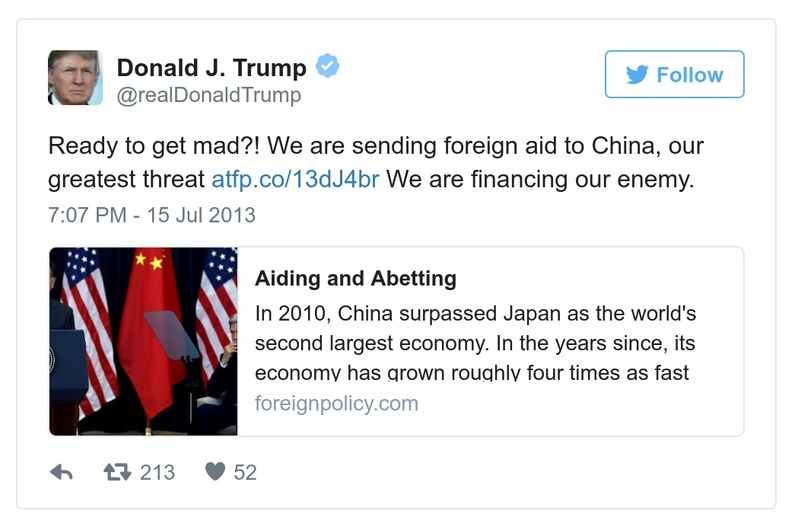 Donald J. Trump
@realDonaldTrump
Follow
Ready to get mad?! We are sending foreign aid to China, our
greatest threat atfp.co/13dJ4br We are financing our enemy.
7:07 PM - 15 Jul 2013
Aiding and Abetting
In 2010, China surpassed Japan as the world's
second largest economy. In the years since, its
economy has grown roughly four times as fast
foreignpolicy.com
213
52